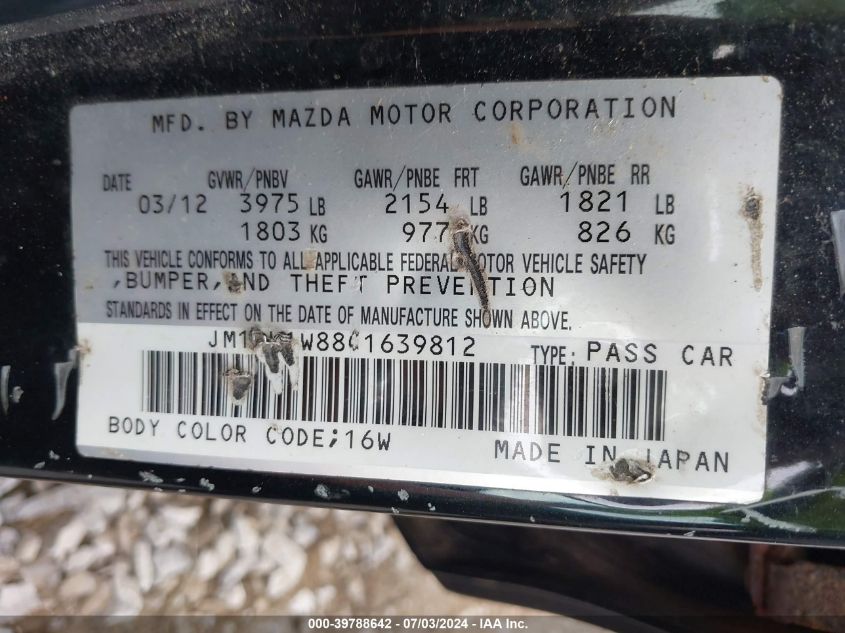 MFD. BY MAZDA MOTOR CORPORATION
DATE GVWR/PNBV GAWR/PNBE FRT GAWR/PNBE RR
03/12 3975 LB 2154 LB 1821 LB
1803 KG 977 KG 826 KG
THIS VEHICLE CONFORMS TO ALL APPLICABLE FEDERAL MOTOR VEHICLE SAFETY
,BUMPER,AND THEFT PREVENTION
STANDARDS IN EFFECT ON THE DATE OF MANUFACTURE SHOWN ABOVE.
TYPE: PASS CAR
BODY COLOR CODE;16W
MADE IN JAPAN
000-39788642 / 07/03/2024 - IAA Inc.